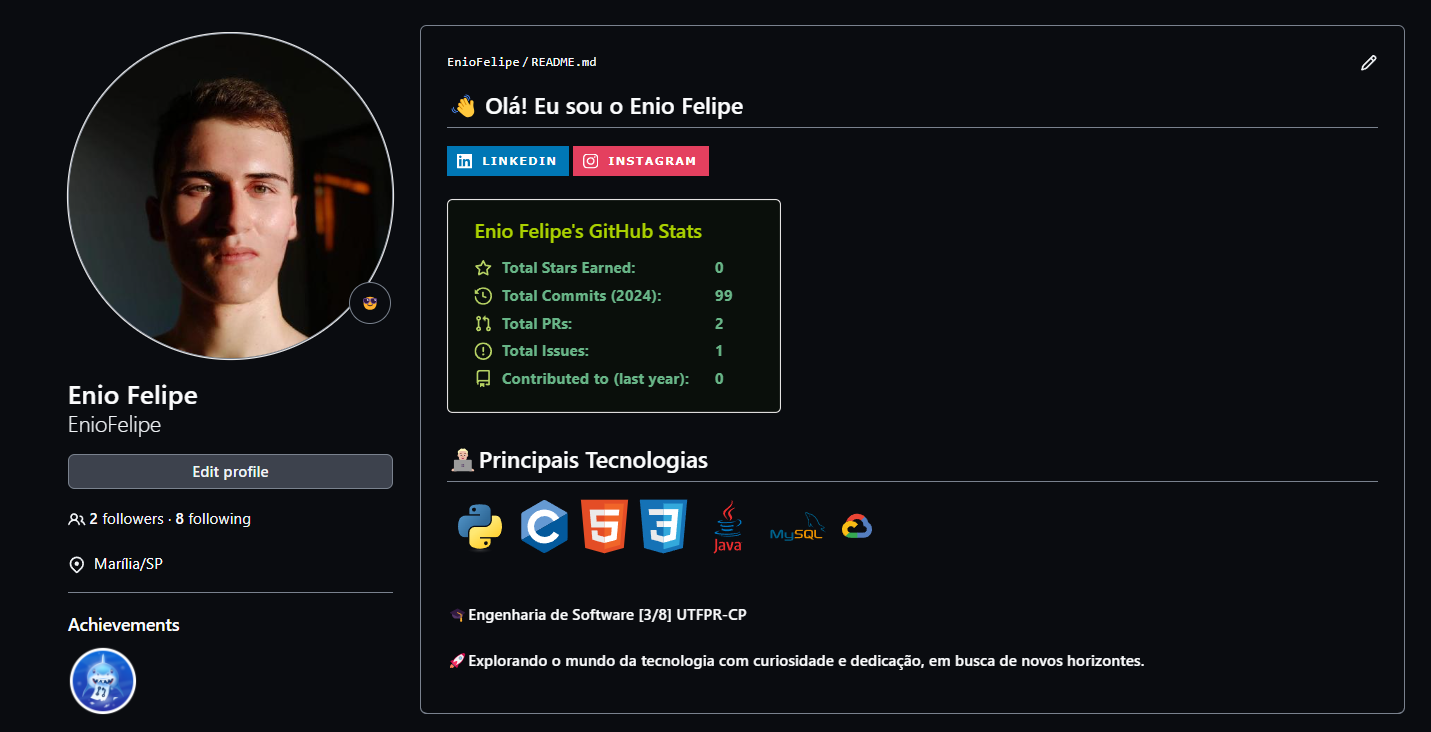 Enio Felipe
EnioFelipe
Edit profile
2 followers · 8 following
Marília/SP
Achievements
EnioFelipe / README.md
Olá! Eu sou o Enio Felipe
LINKEDIN INSTAGRAM
Enio Felipe's GitHub Stats
Total Stars Earned: 0
Total Commits (2024): 99
Total PRs: 2
Total Issues: 1
Contributed to (last year): 0
Principais Tecnologias
Java MySQL
Engenharia de Software [3/8] UTFPR-CP
Explorando o mundo da tecnologia com curiosidade e dedicação, em busca de novos horizontes.